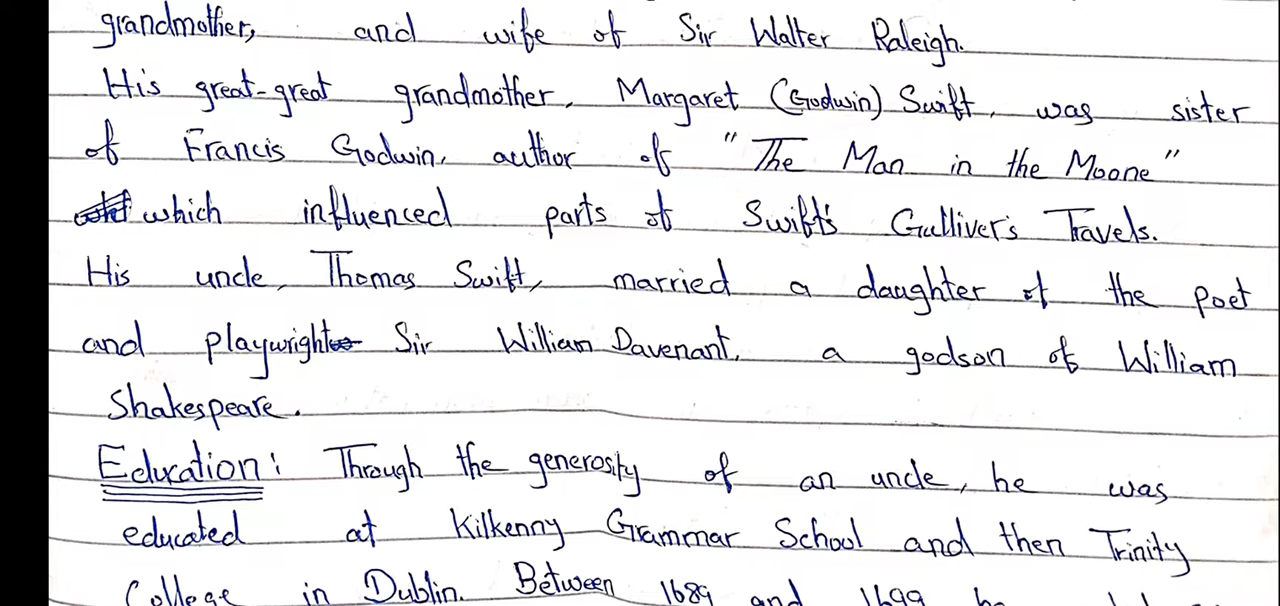 grandmother, and wife of Sir Walter Raleigh.
His great-great grandmother, Margaret (Godwin) Swift, was sister
of Francis Godwin, author of "The Man in the Moone"
which influenced parts of Swift's Gulliver's Travels.
His uncle, Thomas Swift, married a daughter of the poet
and playwright Sir William Davenant, a godson of William
Shakespeare.
Education: Through the generosity of an uncle, he was
educated at Kilkenny Grammar School and then Trinity
College in Dublin. Between 1689 and 1699 he